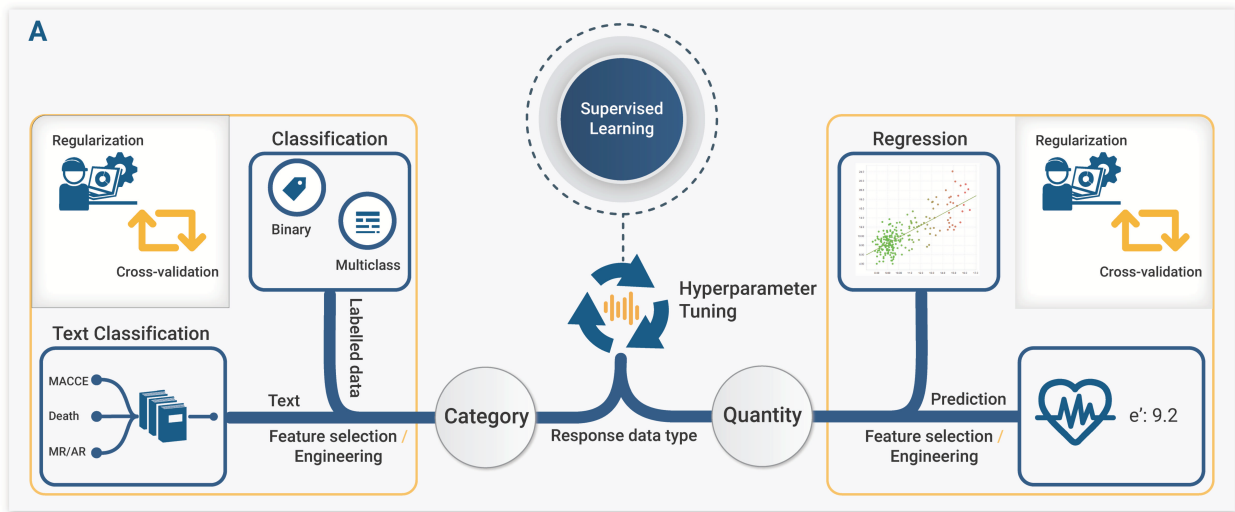 A
Supervised
Learning
Regularization
Cross-validation
Classification
Binary
Multiclass
Labelled data
Text Classification
MACCE
Death
MR/AR
Text
Feature selection /
Engineering
Category
Response data type
Hyperparameter
Tuning
Quantity
Regression
Regularization
Cross-validation
Prediction
Feature selection /
Engineering
e': 9.2